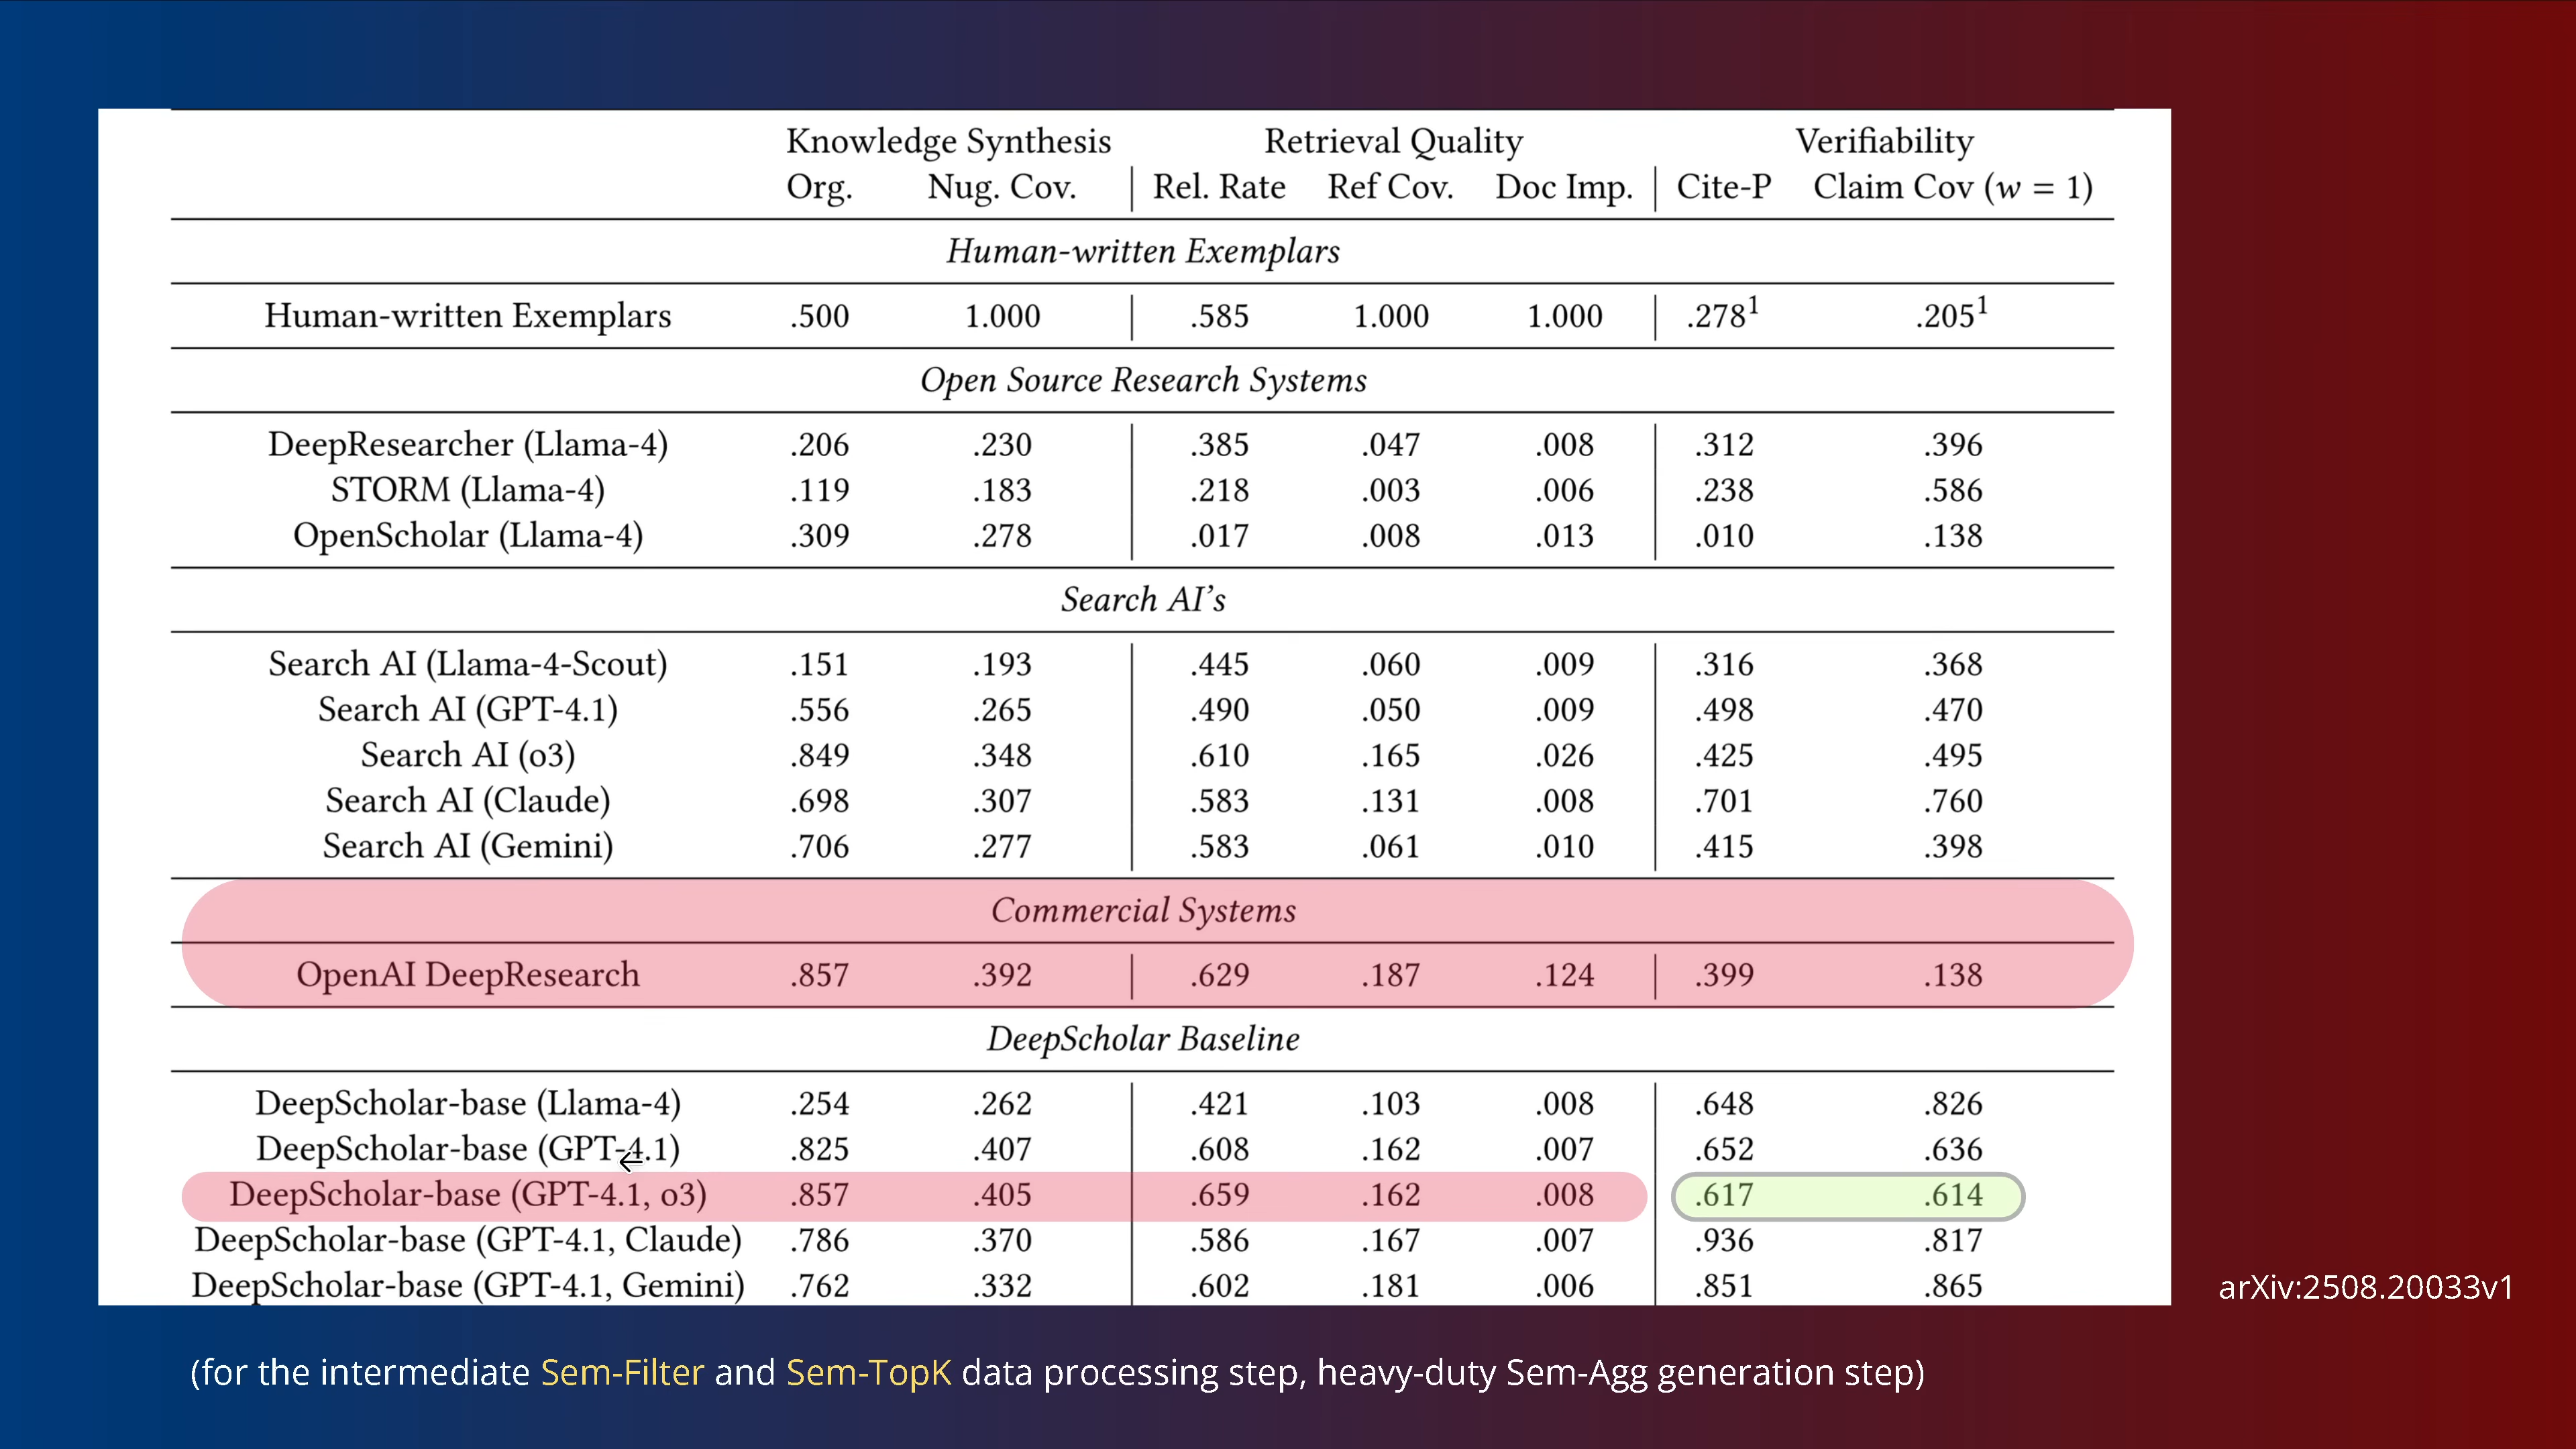 Knowledge Synthesis Retrieval Quality Verifiability
Org. Nug. Cov. Rel. Rate Ref Cov. Doc Imp. Cite-P Claim Cov (w = 1)
Human-written Exemplars
Human-written Exemplars .500 1.000 .585 1.000 1.000 .278¹ .205¹
Open Source Research Systems
DeepResearcher (Llama-4) .206 .230 .385 .047 .008 .312 .396
STORM (Llama-4) .119 .183 .218 .003 .006 .238 .586
OpenScholar (Llama-4) .309 .278 .017 .008 .013 .010 .138
Search AI’s
Search AI (Llama-4-Scout) .151 .193 .445 .060 .009 .316 .368
Search AI (GPT-4.1) .556 .265 .490 .050 .009 .498 .470
Search AI (o3) .849 .348 .610 .165 .026 .425 .495
Search AI (Claude) .698 .307 .583 .131 .008 .701 .760
Search AI (Gemini) .706 .277 .583 .061 .010 .415 .398
Commercial Systems
OpenAI DeepResearch .857 .392 .629 .187 .124 .399 .138
DeepScholar Baseline
DeepScholar-base (Llama-4) .254 .262 .421 .103 .008 .648 .826
DeepScholar-base (GPT-4.1) .825 .407 .608 .162 .007 .652 .636
DeepScholar-base (GPT-4.1, o3) .857 .405 .659 .162 .008 .617 .614
DeepScholar-base (GPT-4.1, Claude) .786 .370 .586 .167 .007 .936 .817
DeepScholar-base (GPT-4.1, Gemini) .762 .332 .602 .181 .006 .851 .865
arXiv:2508.20033v1
(for the intermediate Sem-Filter and Sem-TopK data processing step, heavy-duty Sem-Agg generation step)